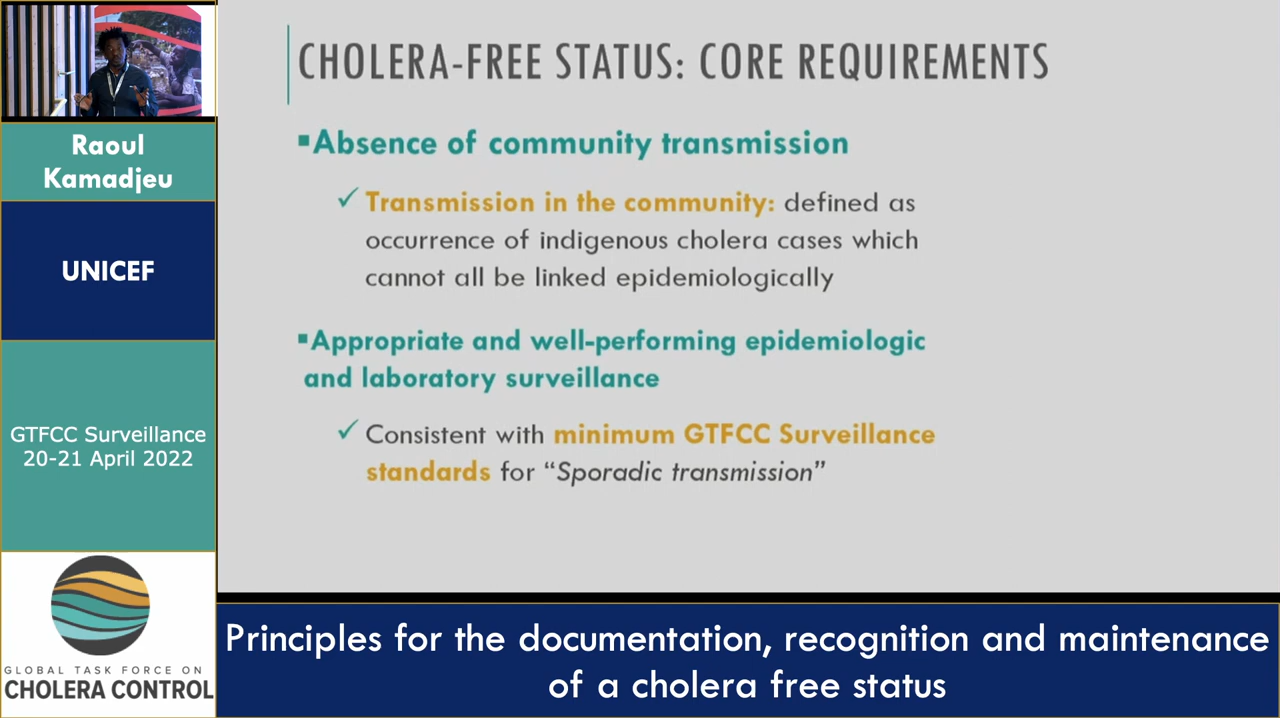 Raoul
Kamadjeu
UNICEF
GTFCC Surveillance
20-21 April 2022
GLOBAL TASK FORCE ON
CHOLERA CONTROL
CHOLERA-FREE STATUS: CORE REQUIREMENTS
▪Absence of community transmission
✓ Transmission in the community: defined as
occurrence of indigenous cholera cases which
cannot all be linked epidemiologically
▪Appropriate and well-performing epidemiologic
and laboratory surveillance
✓ Consistent with minimum GTFCC Surveillance
standards for “Sporadic transmission”
Principles for the documentation, recognition and maintenance
of a cholera free status